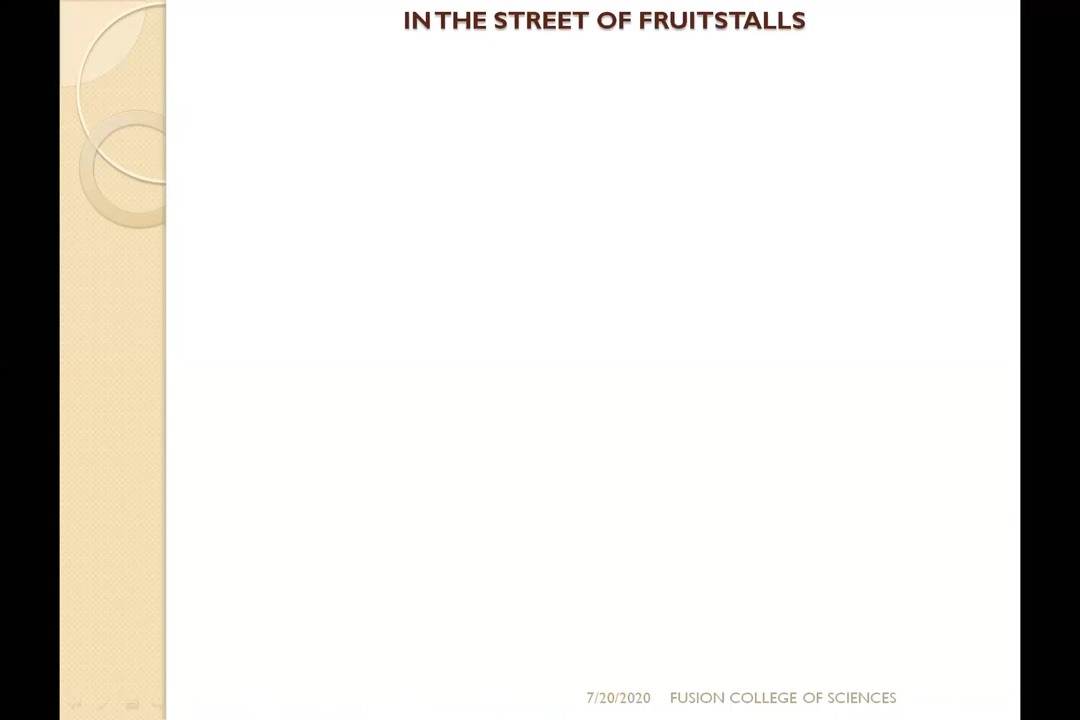 IN THE STREET OF FRUITSTALLS
7/20/2020 FUSION COLLEGE OF SCIENCES